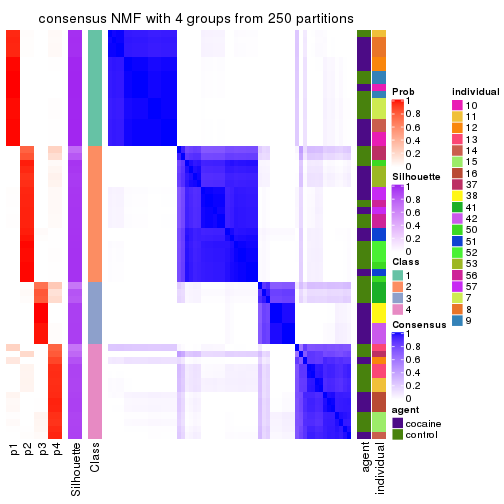 consensus NMF with 4 groups from 250 partitions
Prob
1
0.8
0.6
0.4
0.2
0
Silhouette
1
0.8
0.6
0.4
0.2
0
Class
1
2
3
4
Consensus
1
0.8
0.6
0.4
0.2
0
agent
cocaine
control
individual
10
11
12
13
14
15
16
37
38
41
42
50
51
52
53
56
57
7
8
9
p1
p2
p3
p4
Silhouette
Class
agent
individual